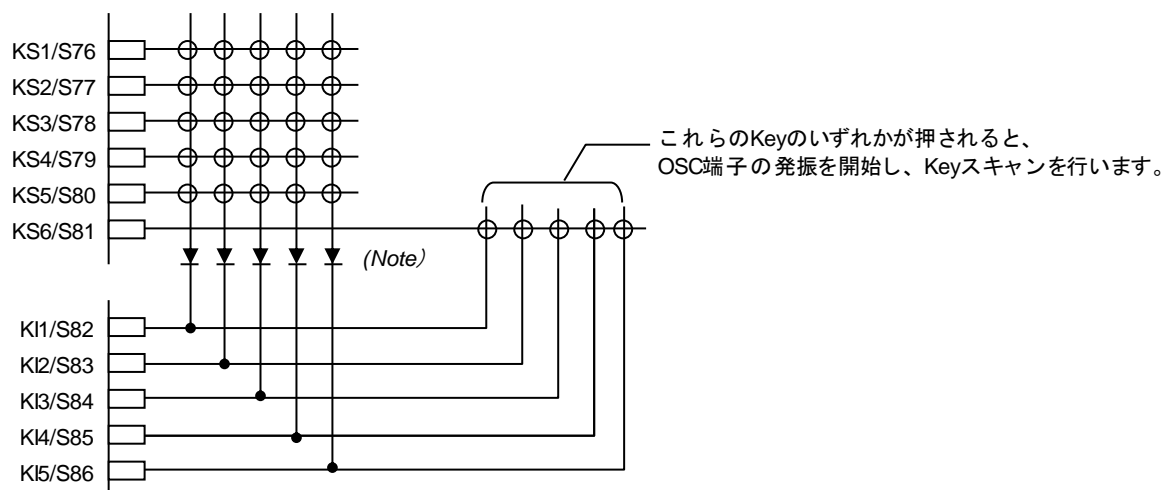 KS1/S76
KS2/S77
KS3/S78
KS4/S79
KS5/S80
KS6/S81
これらのKeyのいずれかが押されると、
OSC端子の発振を開始し、Keyスキャンを行います。
(Note）
KI1/S82
KI2/S83
KI3/S84
KI4/S85
KI5/S86